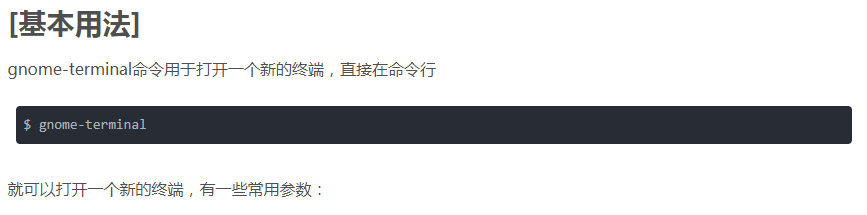 [基本用法]
gnome-terminal命令用于打开一个新的终端，直接在命令行
$ gnome-terminal
就可以打开一个新的终端，有一些常用参数：